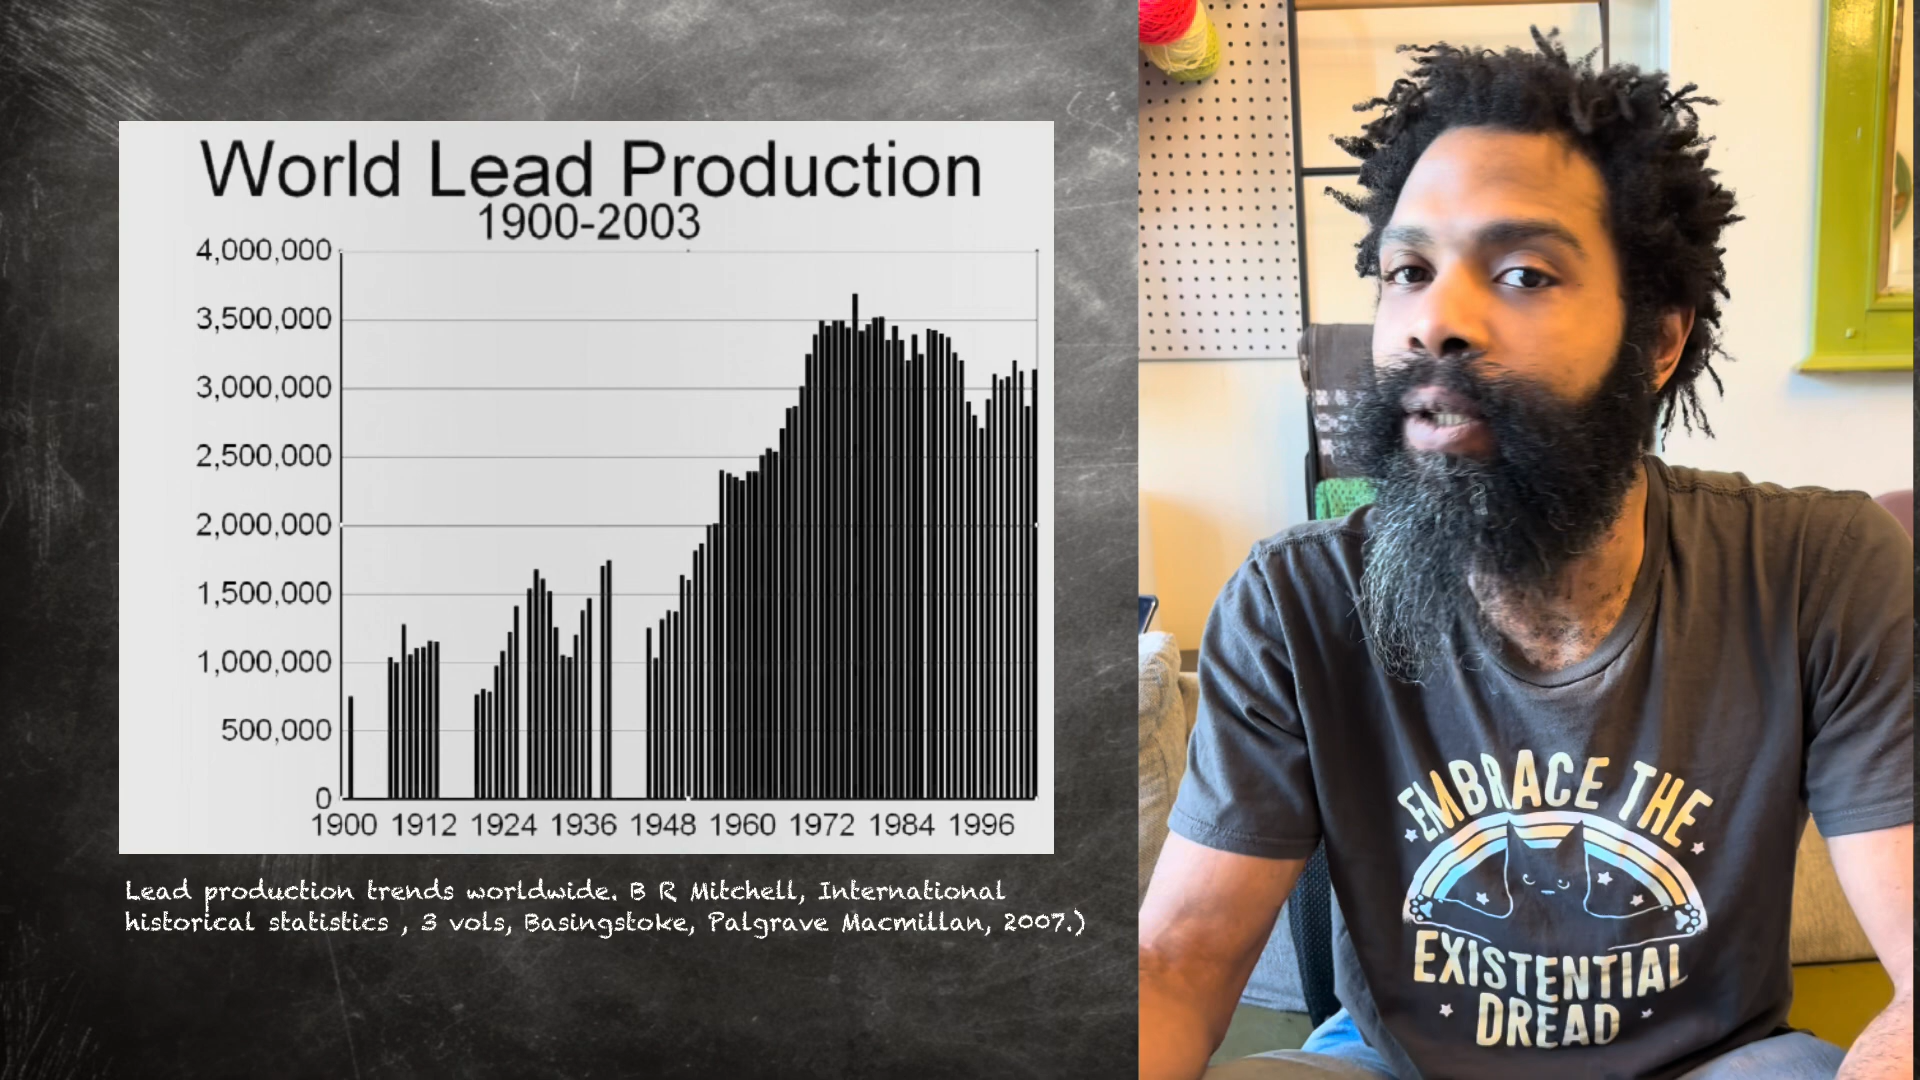 World Lead Production
1900-2003
4,000,000
3,500,000
3,000,000
2,500,000
2,000,000
1,500,000
1,000,000
500,000
0
1900 1912 1924 1936 1948 1960 1972 1984 1996
Lead production trends worldwide. B R Mitchell, International
historical statistics , 3 vols, Basingstoke, Palgrave Macmillan, 2007.)
EMBRACE THE
EXISTENTIAL
DREAD